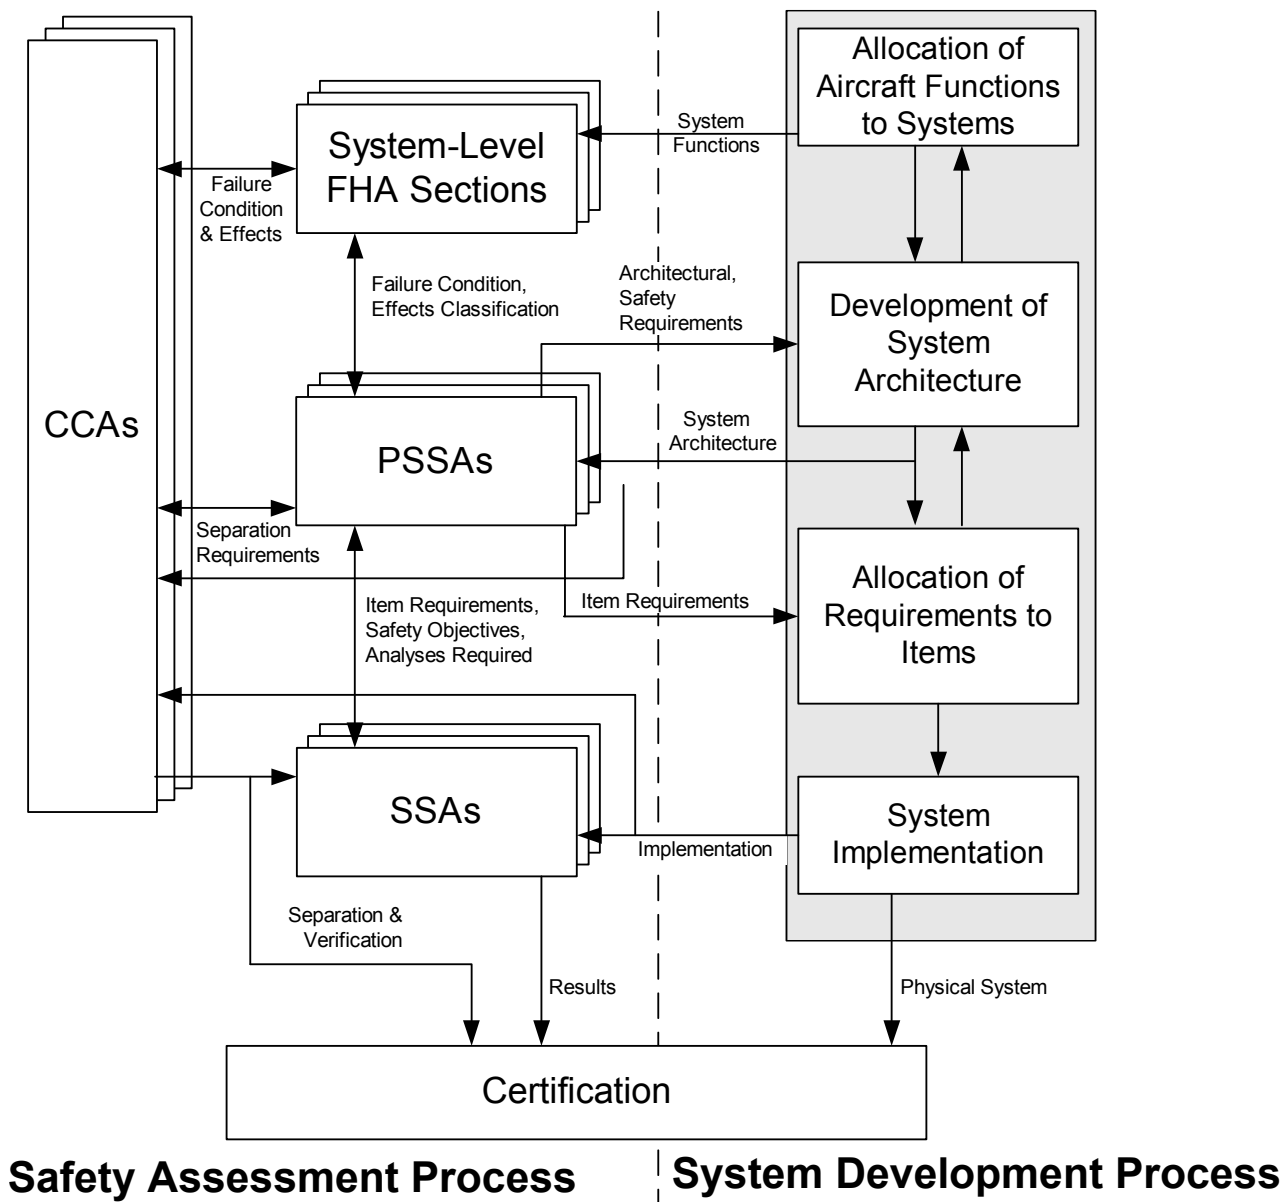 Allocation of
Aircraft Functions
to Systems
System
Functions
System-Level
FHA Sections
Failure
Condition
& Effects
Failure Condition,
Effects Classification
Architectural,
Safety
Requirements
Development of
System
Architecture
CCAs
PSSAs
System
Architecture
Separation
Requirements
Item Requirements,
Safety Objectives,
Analyses Required
Item Requirements
Allocation of
Requirements to
Items
SSAs
Implementation
System
Implementation
Separation &
Verification
Results
Physical System
Certification
Safety Assessment Process
System Development Process